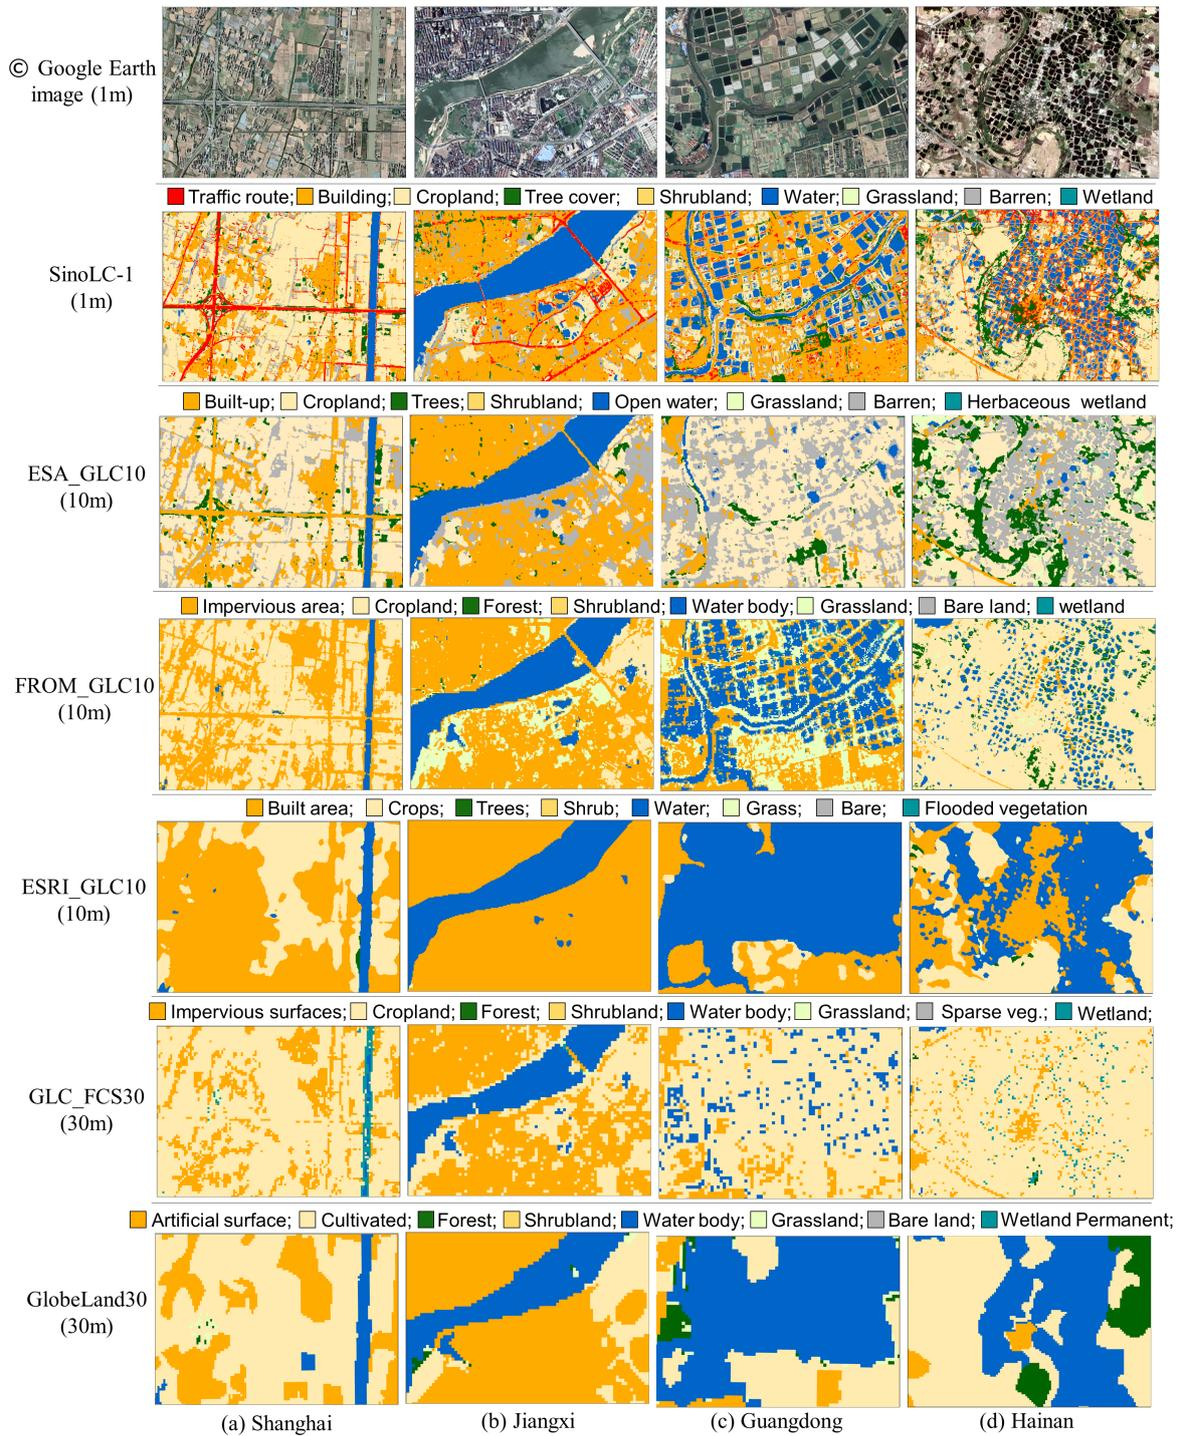 © Google Earth
image (1m)
Traffic route; Building; Cropland; Tree cover; Shrubland; Water; Grassland; Barren; Wetland
SinoLC-1
(1m)
Built-up; Cropland; Trees; Shrubland; Open water; Grassland; Barren; Herbaceous wetland
ESA_GLC10
(10m)
Impervious area; Cropland; Forest; Shrubland; Water body; Grassland; Bare land; wetland
FROM_GLC10
(10m)
Built area; Crops; Trees; Shrub; Water; Grass; Bare; Flooded vegetation
ESRI_GLC10
(10m)
Impervious surfaces; Cropland; Forest; Shrubland; Water body; Grassland; Sparse veg.; Wetland;
GLC_FCS30
(30m)
Artificial surface; Cultivated; Forest; Shrubland; Water body; Grassland; Bare land; Wetland Permanent;
GlobeLand30
(30m)
(a) Shanghai (b) Jiangxi (c) Guangdong (d) Hainan